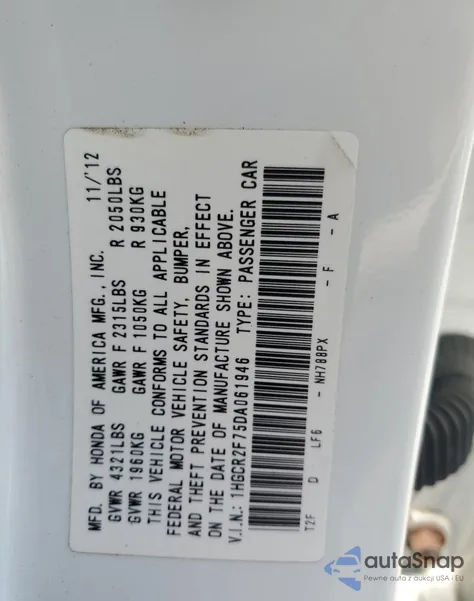 MFD. BY HONDA OF AMERICA MFG., INC. 11/'12
GVWR 4321LBS GAWR F 2315LBS R 2050LBS
GVWR 1960KG GAWR F 1050KG R 930KG
THIS VEHICLE CONFORMS TO ALL APPLICABLE
FEDERAL MOTOR VEHICLE SAFETY, BUMPER,
AND THEFT PREVENTION STANDARDS IN EFFECT
ON THE DATE OF MANUFACTURE SHOWN ABOVE.
V.I.N.: 1HGCR2F75DA061946 TYPE: PASSENGER CAR
T2F D LF6 - NH788PX - F - A
autoSnap
Pewne auto z aukcji USA i EU